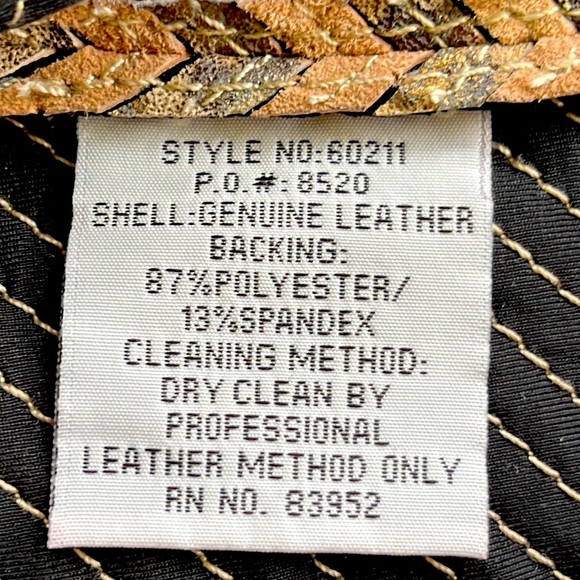 STYLE NO:60211
P.O.#: 8520
SHELL:GENUINE LEATHER
BACKING:
87%POLYESTER/
13%SPANDEX
CLEANING METHOD:
DRY CLEAN BY
PROFESSIONAL
LEATHER METHOD ONLY
RN NO. 83952